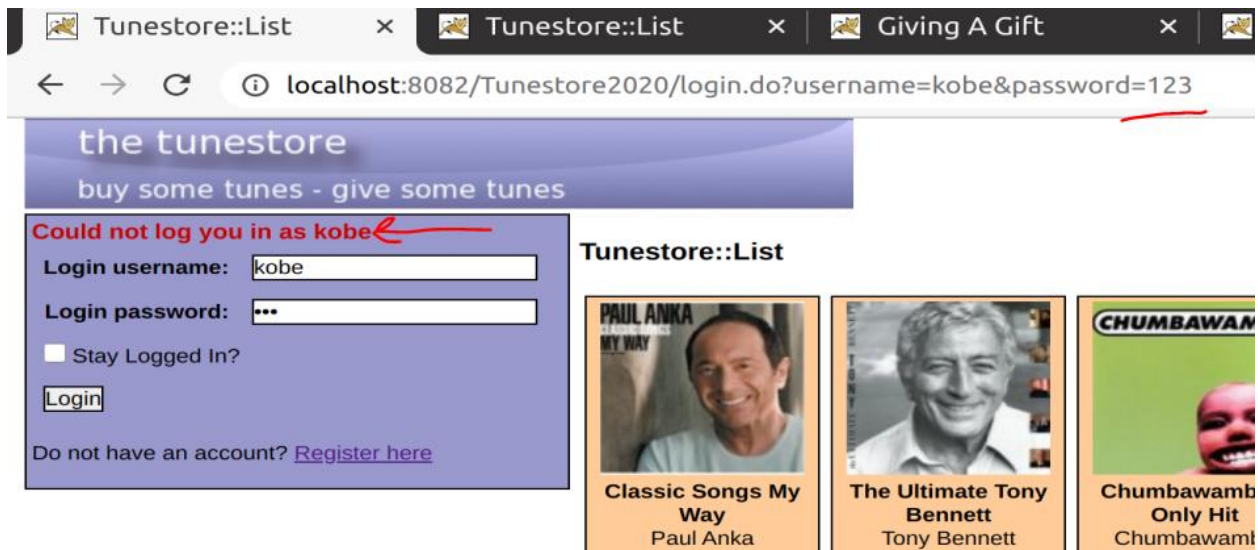 Tunestore::List
Tunestore::List
Giving A Gift
localhost:8082/Tunestore2020/login.do?username=kobe&password=123
the tunestore
buy some tunes - give some tunes
Could not log you in as kobe
Login username: kobe
Login password: •••
Stay Logged In?
Login
Do not have an account? Register here
Tunestore::List
PAUL ANKA
MY WAY
CHUMBAWAM
Classic Songs My
Way
Paul Anka
The Ultimate Tony
Bennett
Tony Bennett
Chumbawamb
Only Hit
Chumbawamb